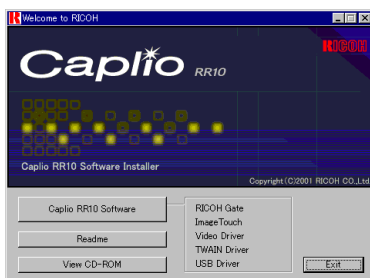 Welcome to RICOH
RICOH
Caplio RR10
Caplio RR10 Software Installer
Copyright (C)2001 RICOH CO.,Ltd
Caplio RR10 Software
Readme
View CD-ROM
RICOH Gate
ImageTouch
Video Driver
TWAIN Driver
USB Driver
Exit